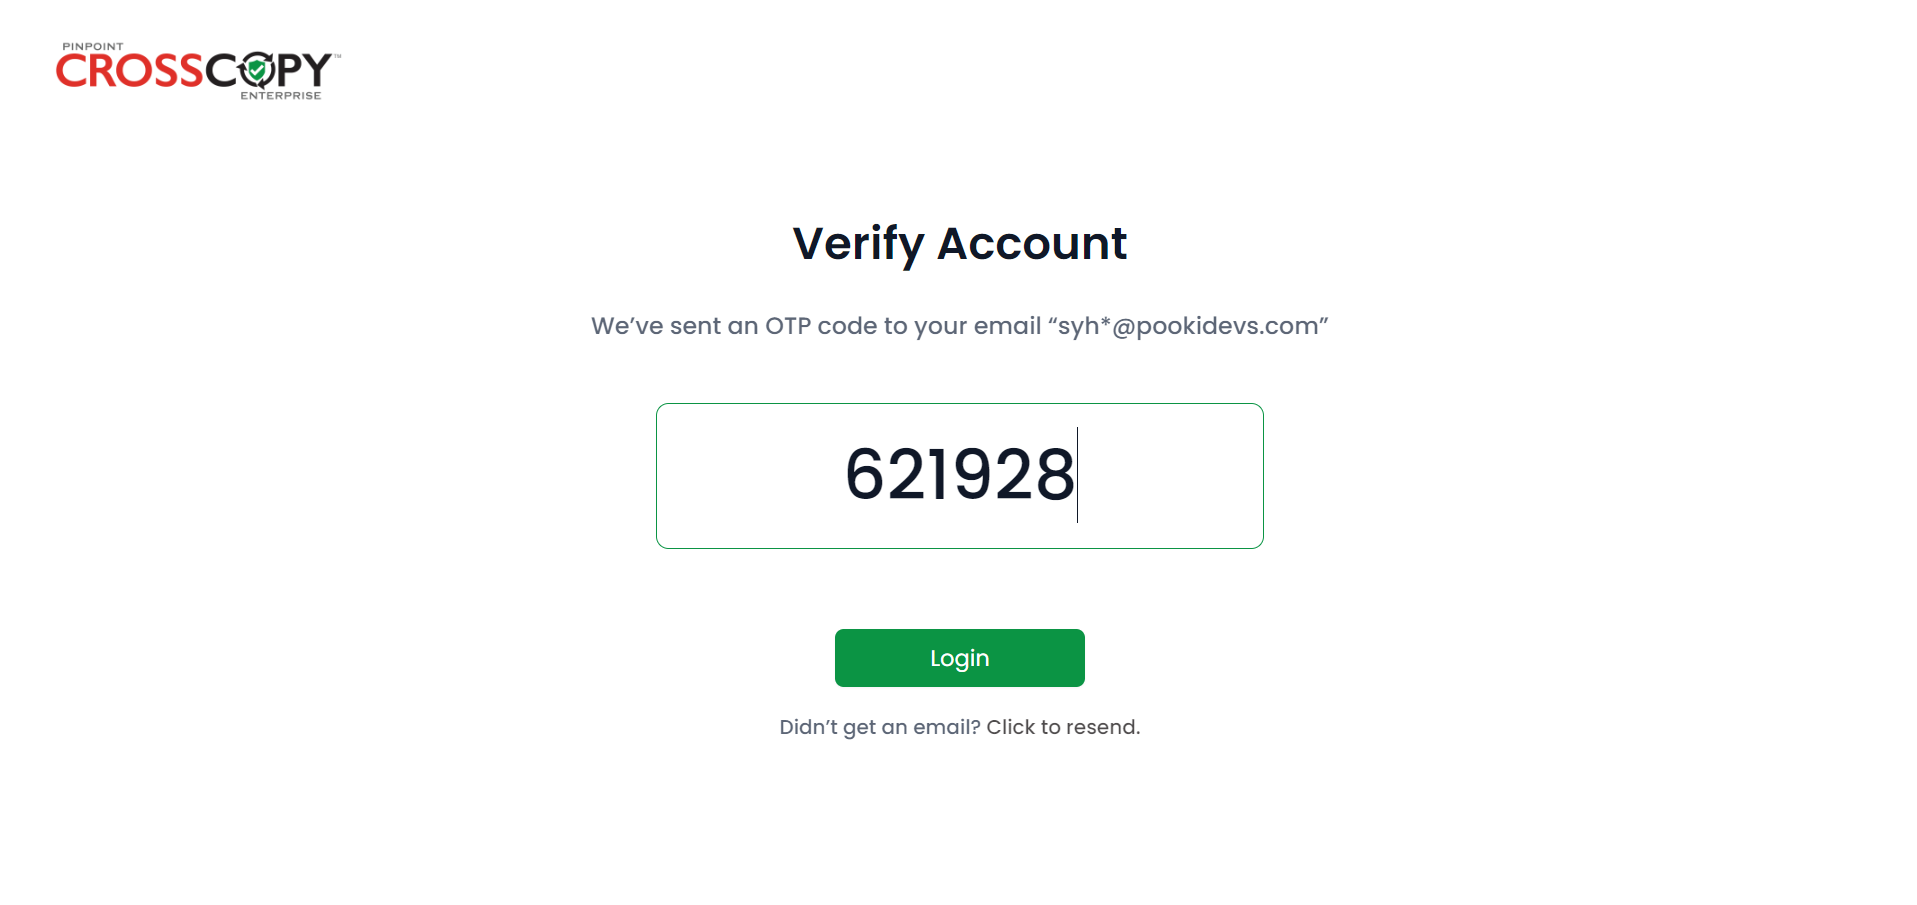 PINPOINT
CROSSCOPY™
ENTERPRISE
Verify Account
We’ve sent an OTP code to your email “syh*@pookidevs.com”
621928
Login
Didn’t get an email? Click to resend.